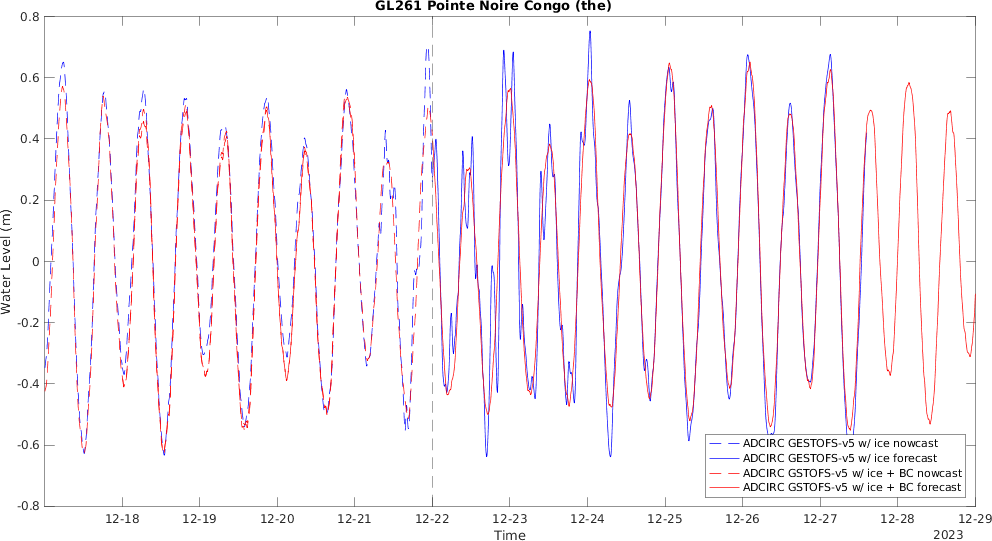 GL261 Pointe Noire Congo (the)
0.8
0.6
0.4
0.2
0
-0.2
-0.4
-0.6
-0.8
Water Level (m)
ADCIRC GESTOFS-v5 w/ ice nowcast
ADCIRC GESTOFS-v5 w/ ice forecast
ADCIRC GSTOFS-v5 w/ ice + BC nowcast
ADCIRC GSTOFS-v5 w/ ice + BC forecast
12-18 12-19 12-20 12-21 12-22 12-23 12-24 12-25 12-26 12-27 12-28 12-29
Time
2023